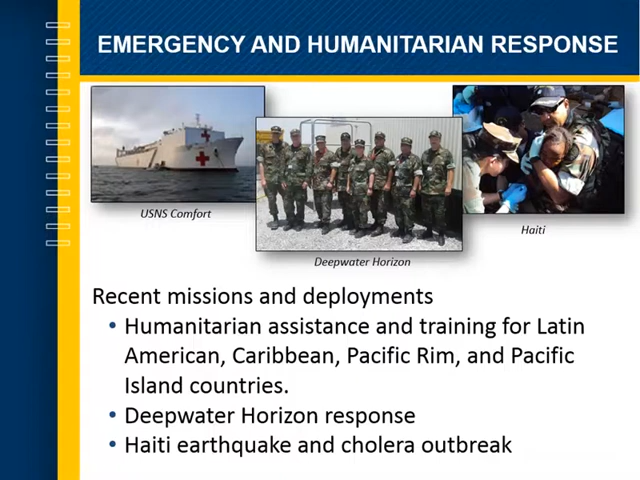 EMERGENCY AND HUMANITARIAN RESPONSE
USNS Comfort
Deepwater Horizon
Haiti
Recent missions and deployments
• Humanitarian assistance and training for Latin
American, Caribbean, Pacific Rim, and Pacific
Island countries.
• Deepwater Horizon response
• Haiti earthquake and cholera outbreak